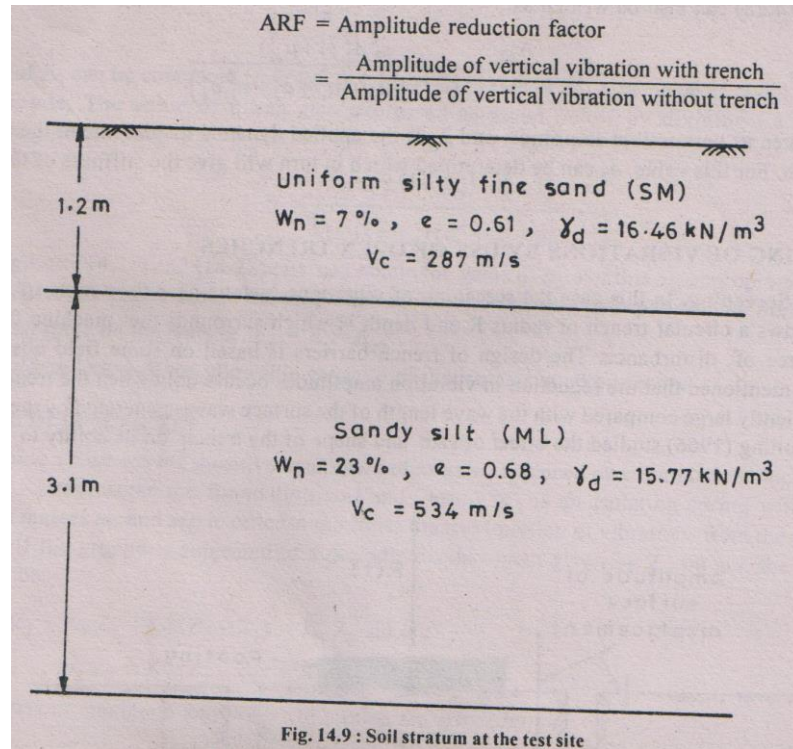 ARF = Amplitude reduction factor
= Amplitude of vertical vibration with trench
Amplitude of vertical vibration without trench
1.2 m
Uniform silty fine sand (SM)
Wn = 7 %, e = 0.61, γd = 16.46 kN/m³
Vc = 287 m/s
3.1 m
Sandy silt (ML)
Wn = 23 %, e = 0.68, γd = 15.77 kN/m³
Vc = 534 m/s
Fig. 14.9 : Soil stratum at the test site